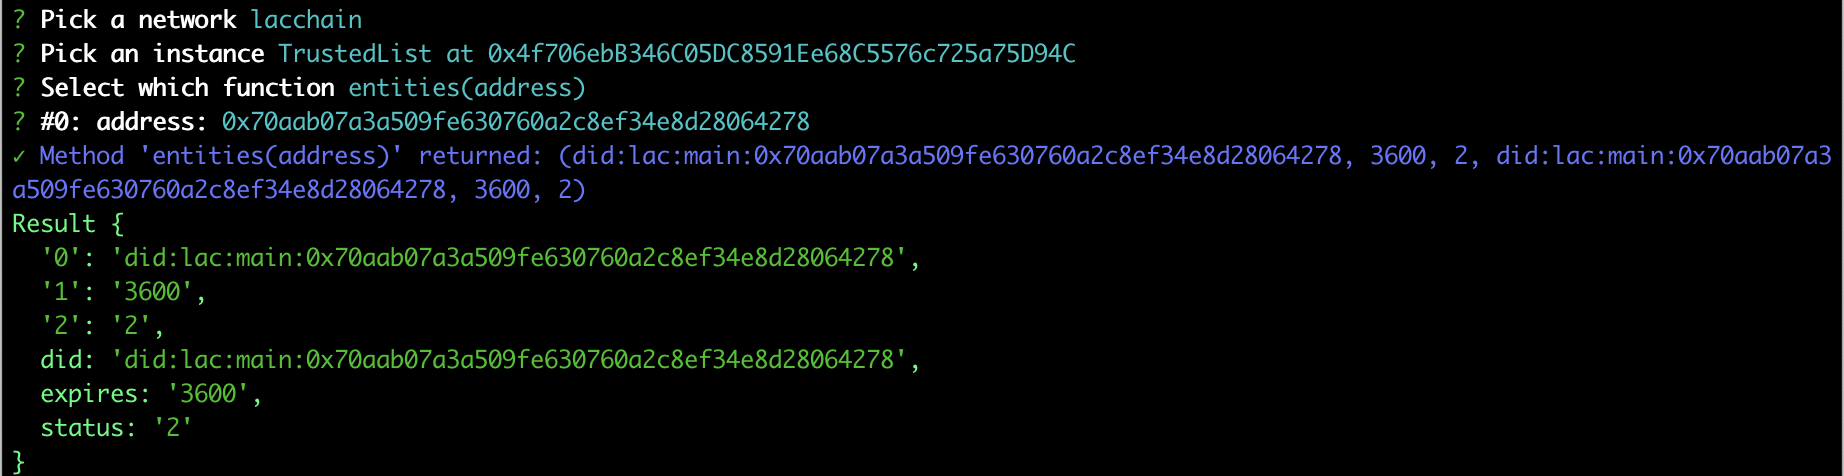 ? Pick a network lacchain
? Pick an instance TrustedList at 0x4f706ebB346C05DC8591Ee68C5576c725a75D94C
? Select which function entities(address)
? #0: address: 0x70aab07a3a509fe630760a2c8ef34e8d28064278
✓ Method 'entities(address)' returned: (did:lac:main:0x70aab07a3a509fe630760a2c8ef34e8d28064278, 3600, 2, did:lac:main:0x70aab07a3
a509fe630760a2c8ef34e8d28064278, 3600, 2)
Result {
  '0': 'did:lac:main:0x70aab07a3a509fe630760a2c8ef34e8d28064278',
  '1': '3600',
  '2': '2',
  did: 'did:lac:main:0x70aab07a3a509fe630760a2c8ef34e8d28064278',
  expires: '3600',
  status: '2'
}